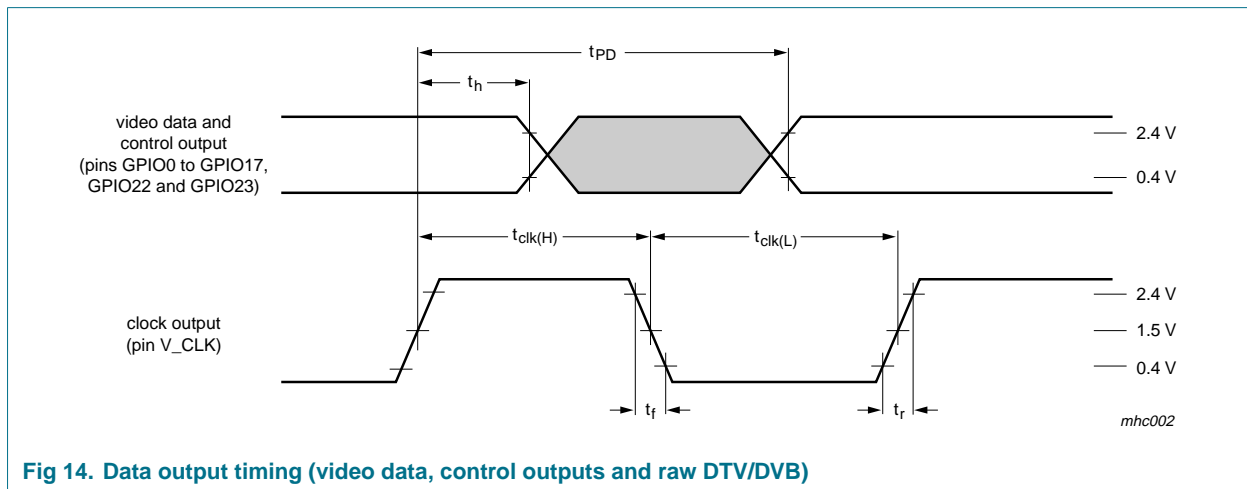 tPD
th
video data and
control output
(pins GPIO0 to GPIO17,
GPIO22 and GPIO23)
2.4 V
0.4 V
tclk(H)
tclk(L)
clock output
(pin V_CLK)
2.4 V
1.5 V
0.4 V
tf
tr
mhc002
Fig 14. Data output timing (video data, control outputs and raw DTV/DVB)